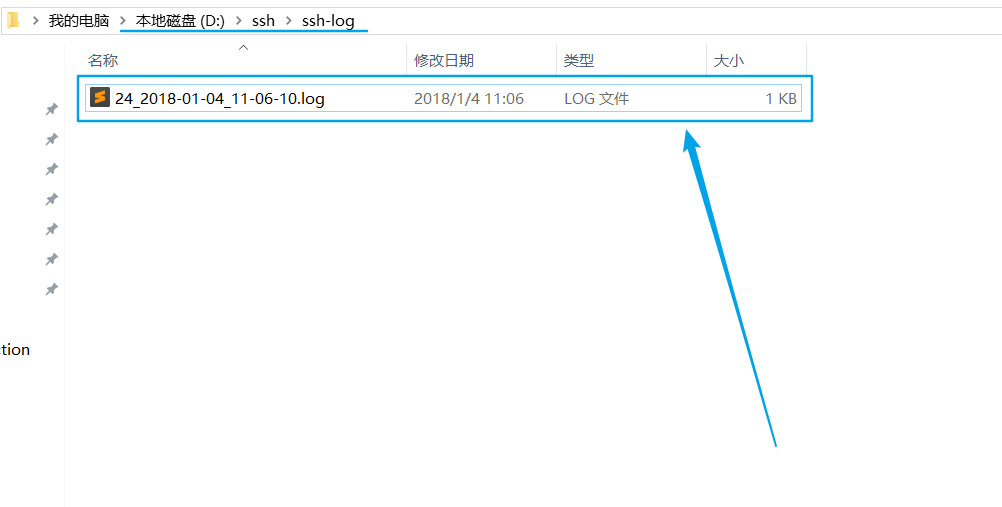 我的电脑 > 本地磁盘 (D:) > ssh > ssh-log
名称 修改日期 类型 大小
24_2018-01-04_11-06-10.log 2018/1/4 11:06 LOG 文件 1 KB
tion